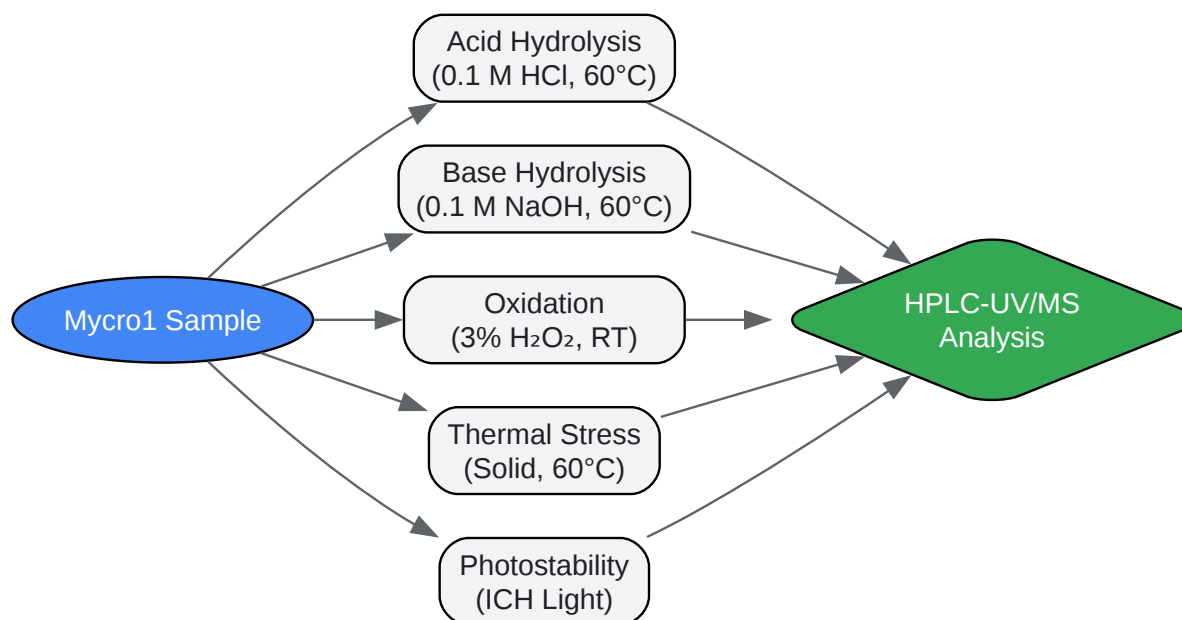 Acid Hydrolysis
(0.1 M HCl, 60°C)
Base Hydrolysis
(0.1 M NaOH, 60°C)
Mycro1 Sample
Oxidation
(3% H₂O₂, RT)
HPLC-UV/MS
Analysis
Thermal Stress
(Solid, 60°C)
Photostability
(ICH Light)